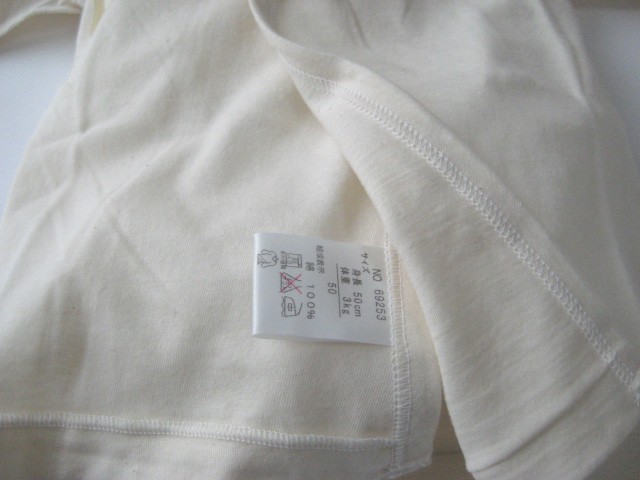 NO 69253
サイズ
身長 50cm
体重 3kg
50
組成表示
綿 100%